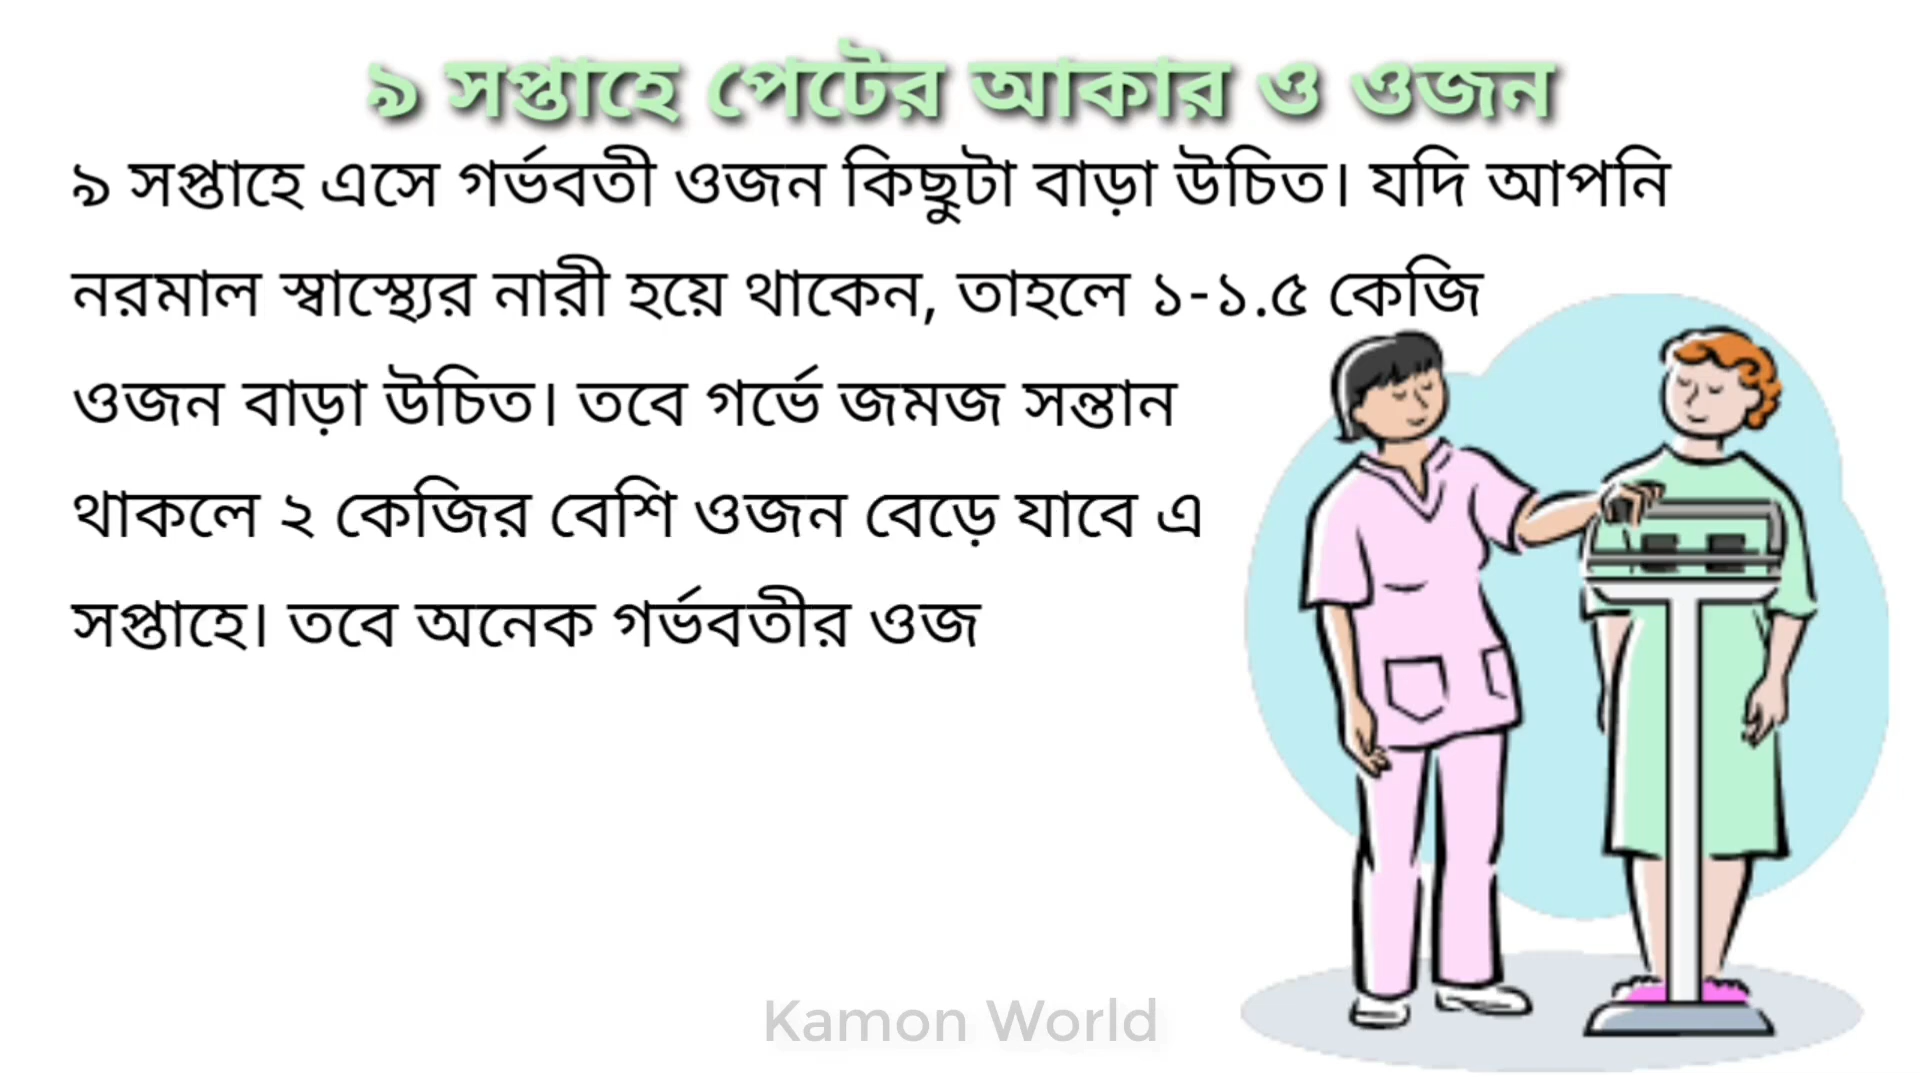 ৯ সপ্তাহে পেটের আকার ও ওজন
৯ সপ্তাহে এসে গর্ভবতী ওজন কিছুটা বাড়া উচিত। যদি আপনি
নরমাল স্বাস্থ্যের নারী হয়ে থাকেন, তাহলে ১-১.৫ কেজি
ওজন বাড়া উচিত। তবে গর্ভে জমজ সন্তান
থাকলে ২ কেজির বেশি ওজন বেড়ে যাবে এ
সপ্তাহে। তবে অনেক গর্ভবতীর ওজ
Kamon World